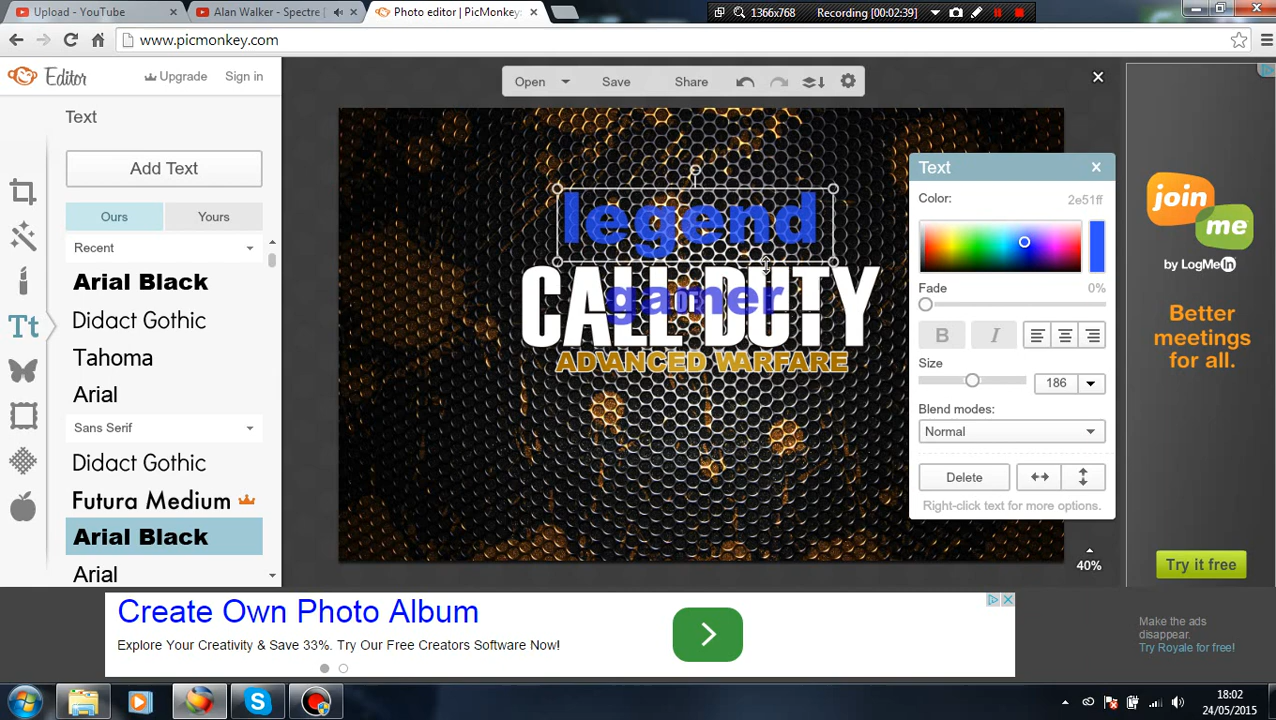 Upload - YouTube
Alan Walker - Spectre [
Photo editor | PicMonkey:
1366x768
Recording [00:02:39]
www.picmonkey.com
Editor
Upgrade
Sign in
Open
Save
Share
Text
Add Text
Ours
Yours
Recent
Arial Black
Didact Gothic
Tahoma
Arial
Sans Serif
Didact Gothic
Futura Medium
Arial Black
Arial
Tt
legend
CALL OF DUTY
gamer
ADVANCED WARFARE
Text
Color:
2e51ff
Fade
0%
B
I
Size
186
Blend modes:
Normal
Delete
Right-click text for more options.
40%
join
me
by LogMeIn
Better
meetings
for all.
Try it free
Create Own Photo Album
Explore Your Creativity & Save 33%. Try Our Free Creators Software Now!
Make the ads
disappear.
Try Royale for free!
18:02
24/05/2015